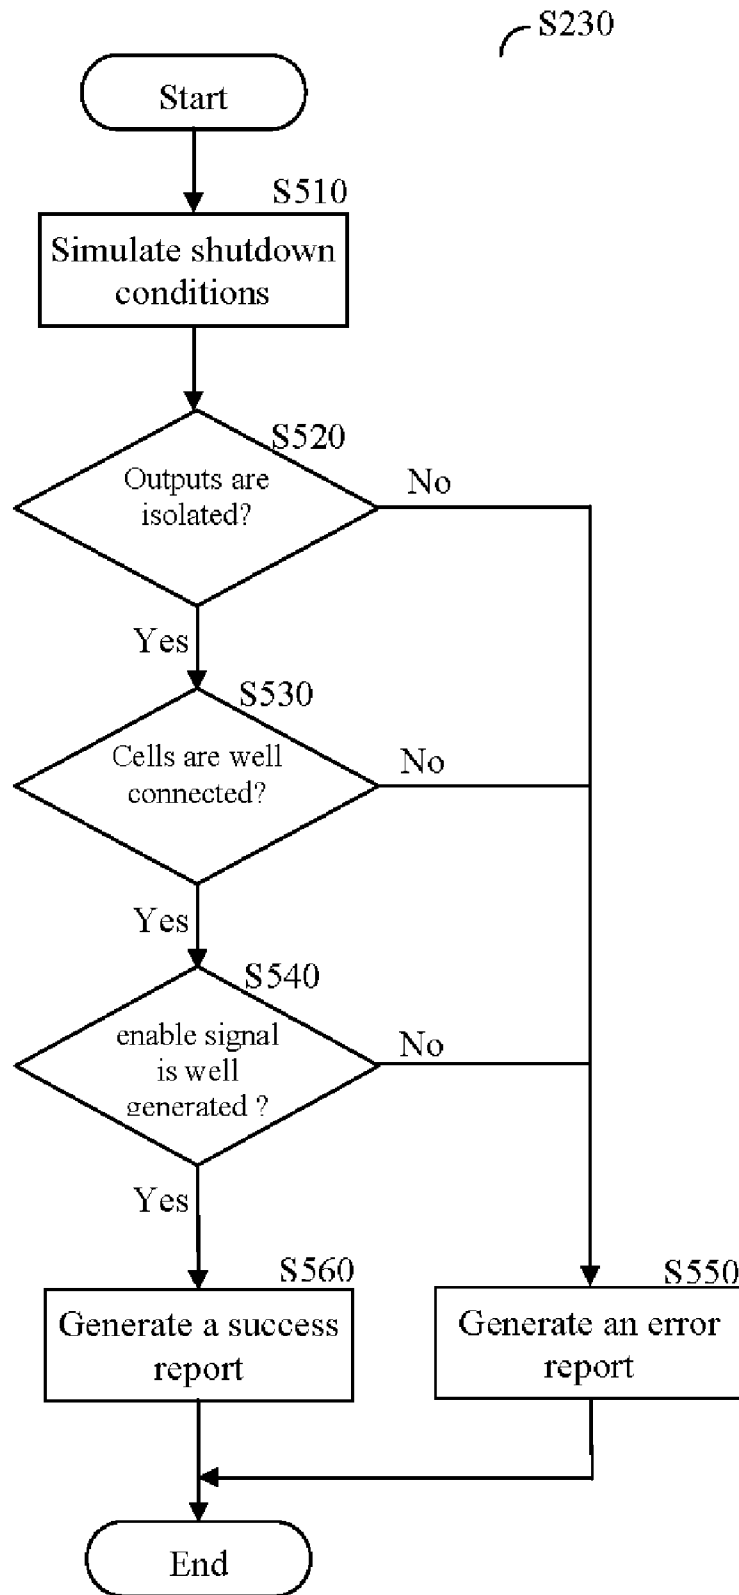 S230
Start
S510
Simulate shutdown
conditions
S520
Outputs are
isolated?
No
Yes
S530
Cells are well
connected?
No
Yes
S540
enable signal
is well
generated ?
No
Yes
S560
Generate a success
report
S550
Generate an error
report
End